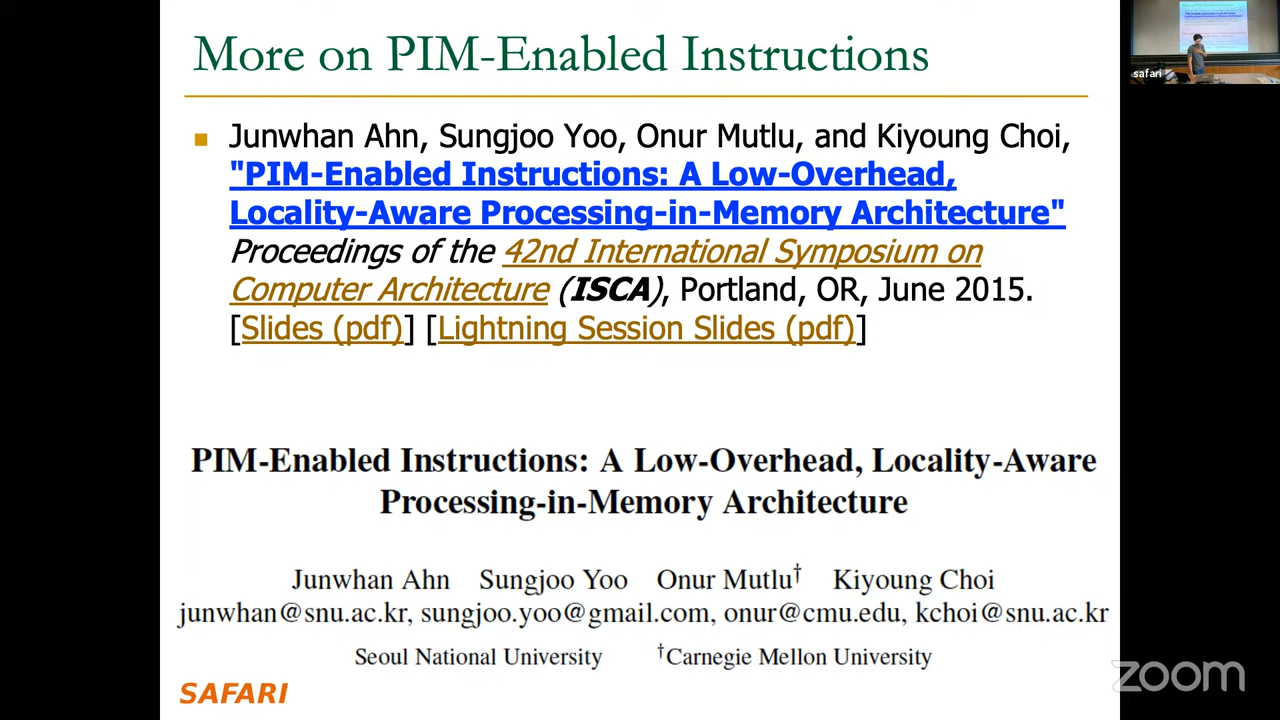 More on PIM-Enabled Instructions
safari
Junwhan Ahn, Sungjoo Yoo, Onur Mutlu, and Kiyoung Choi,
"PIM-Enabled Instructions: A Low-Overhead,
Locality-Aware Processing-in-Memory Architecture"
Proceedings of the 42nd International Symposium on
Computer Architecture (ISCA), Portland, OR, June 2015.
[Slides (pdf)] [Lightning Session Slides (pdf)]
PIM-Enabled Instructions: A Low-Overhead, Locality-Aware
Processing-in-Memory Architecture
Junwhan Ahn Sungjoo Yoo Onur Mutlu† Kiyoung Choi
junwhan@snu.ac.kr, sungjoo.yoo@gmail.com, onur@cmu.edu, kchoi@snu.ac.kr
Seoul National University †Carnegie Mellon University
SAFARI
zoom